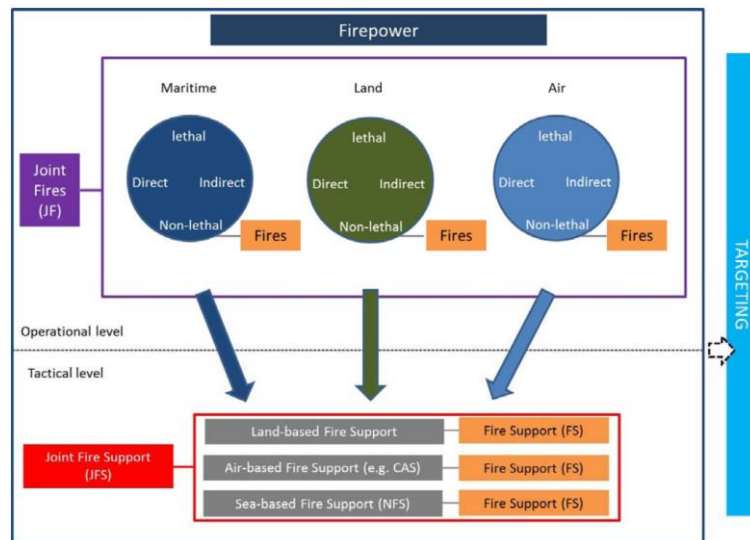 Firepower
Maritime
Land
Air
lethal
lethal
lethal
Direct
Indirect
Direct
Indirect
Direct
Indirect
Non-lethal
Non-lethal
Non-lethal
Fires
Fires
Fires
Joint
Fires
(JF)
TARGETING
Operational level
Tactical level
Joint Fire Support
(JFS)
Land-based Fire Support
Fire Support (FS)
Air-based Fire Support (e.g. CAS)
Fire Support (FS)
Sea-based Fire Support (NFS)
Fire Support (FS)